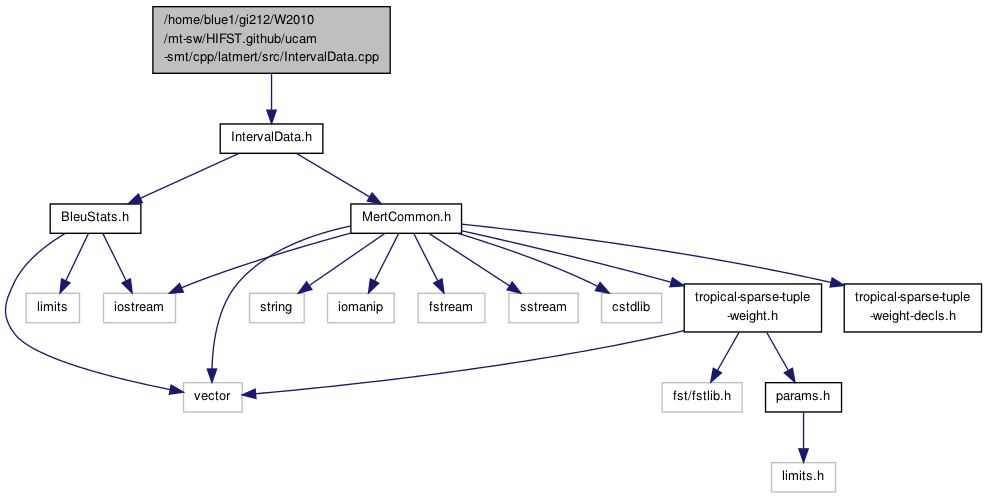 /home/blue1/gi212/W2010
/mt-sw/HIFST.github/ucam
-smt/cpp/latmert/src/IntervalData.cpp
IntervalData.h
BleuStats.h
MertCommon.h
limits
iostream
string
iomanip
fstream
sstream
cstdlib
tropical-sparse-tuple
-weight.h
tropical-sparse-tuple
-weight-decls.h
vector
fst/fstlib.h
params.h
limits.h